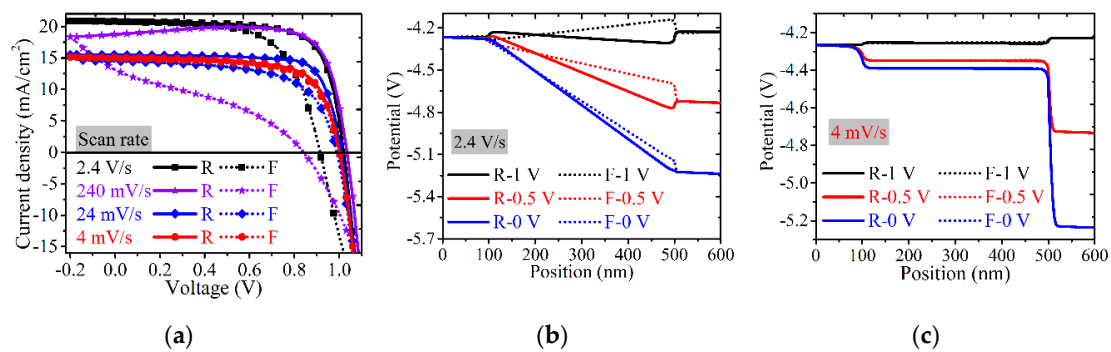 20
15
10
5
0
-5
-10
-15
Current density (mA/cm²)
Scan rate
2.4 V/s R F
240 mV/s R F
24 mV/s R F
4 mV/s R F
-0.2 0.0 0.2 0.4 0.6 0.8 1.0
Voltage (V)
(a)
-4.2
-4.5
-4.8
-5.1
-5.4
-5.7
Potential (V)
2.4 V/s
R-1 V F-1 V
R-0.5 V F-0.5 V
R-0 V F-0 V
0 100 200 300 400 500 600
Position (nm)
(b)
-4.2
-4.4
-4.6
-4.8
-5.0
-5.2
Potential (V)
4 mV/s
R-1 V F-1 V
R-0.5 V F-0.5 V
R-0 V F-0 V
0 100 200 300 400 500 600
Position (nm)
(c)